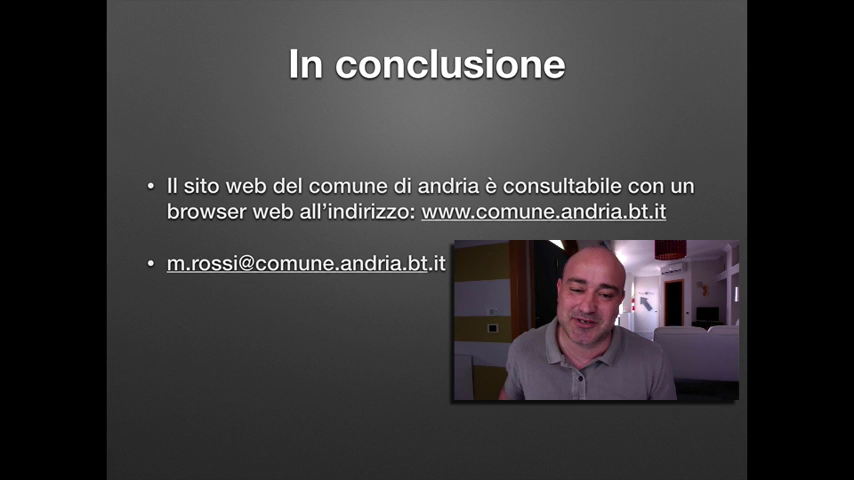 In conclusione
• Il sito web del comune di andria è consultabile con un
browser web all’indirizzo: www.comune.andria.bt.it
• m.rossi@comune.andria.bt.it